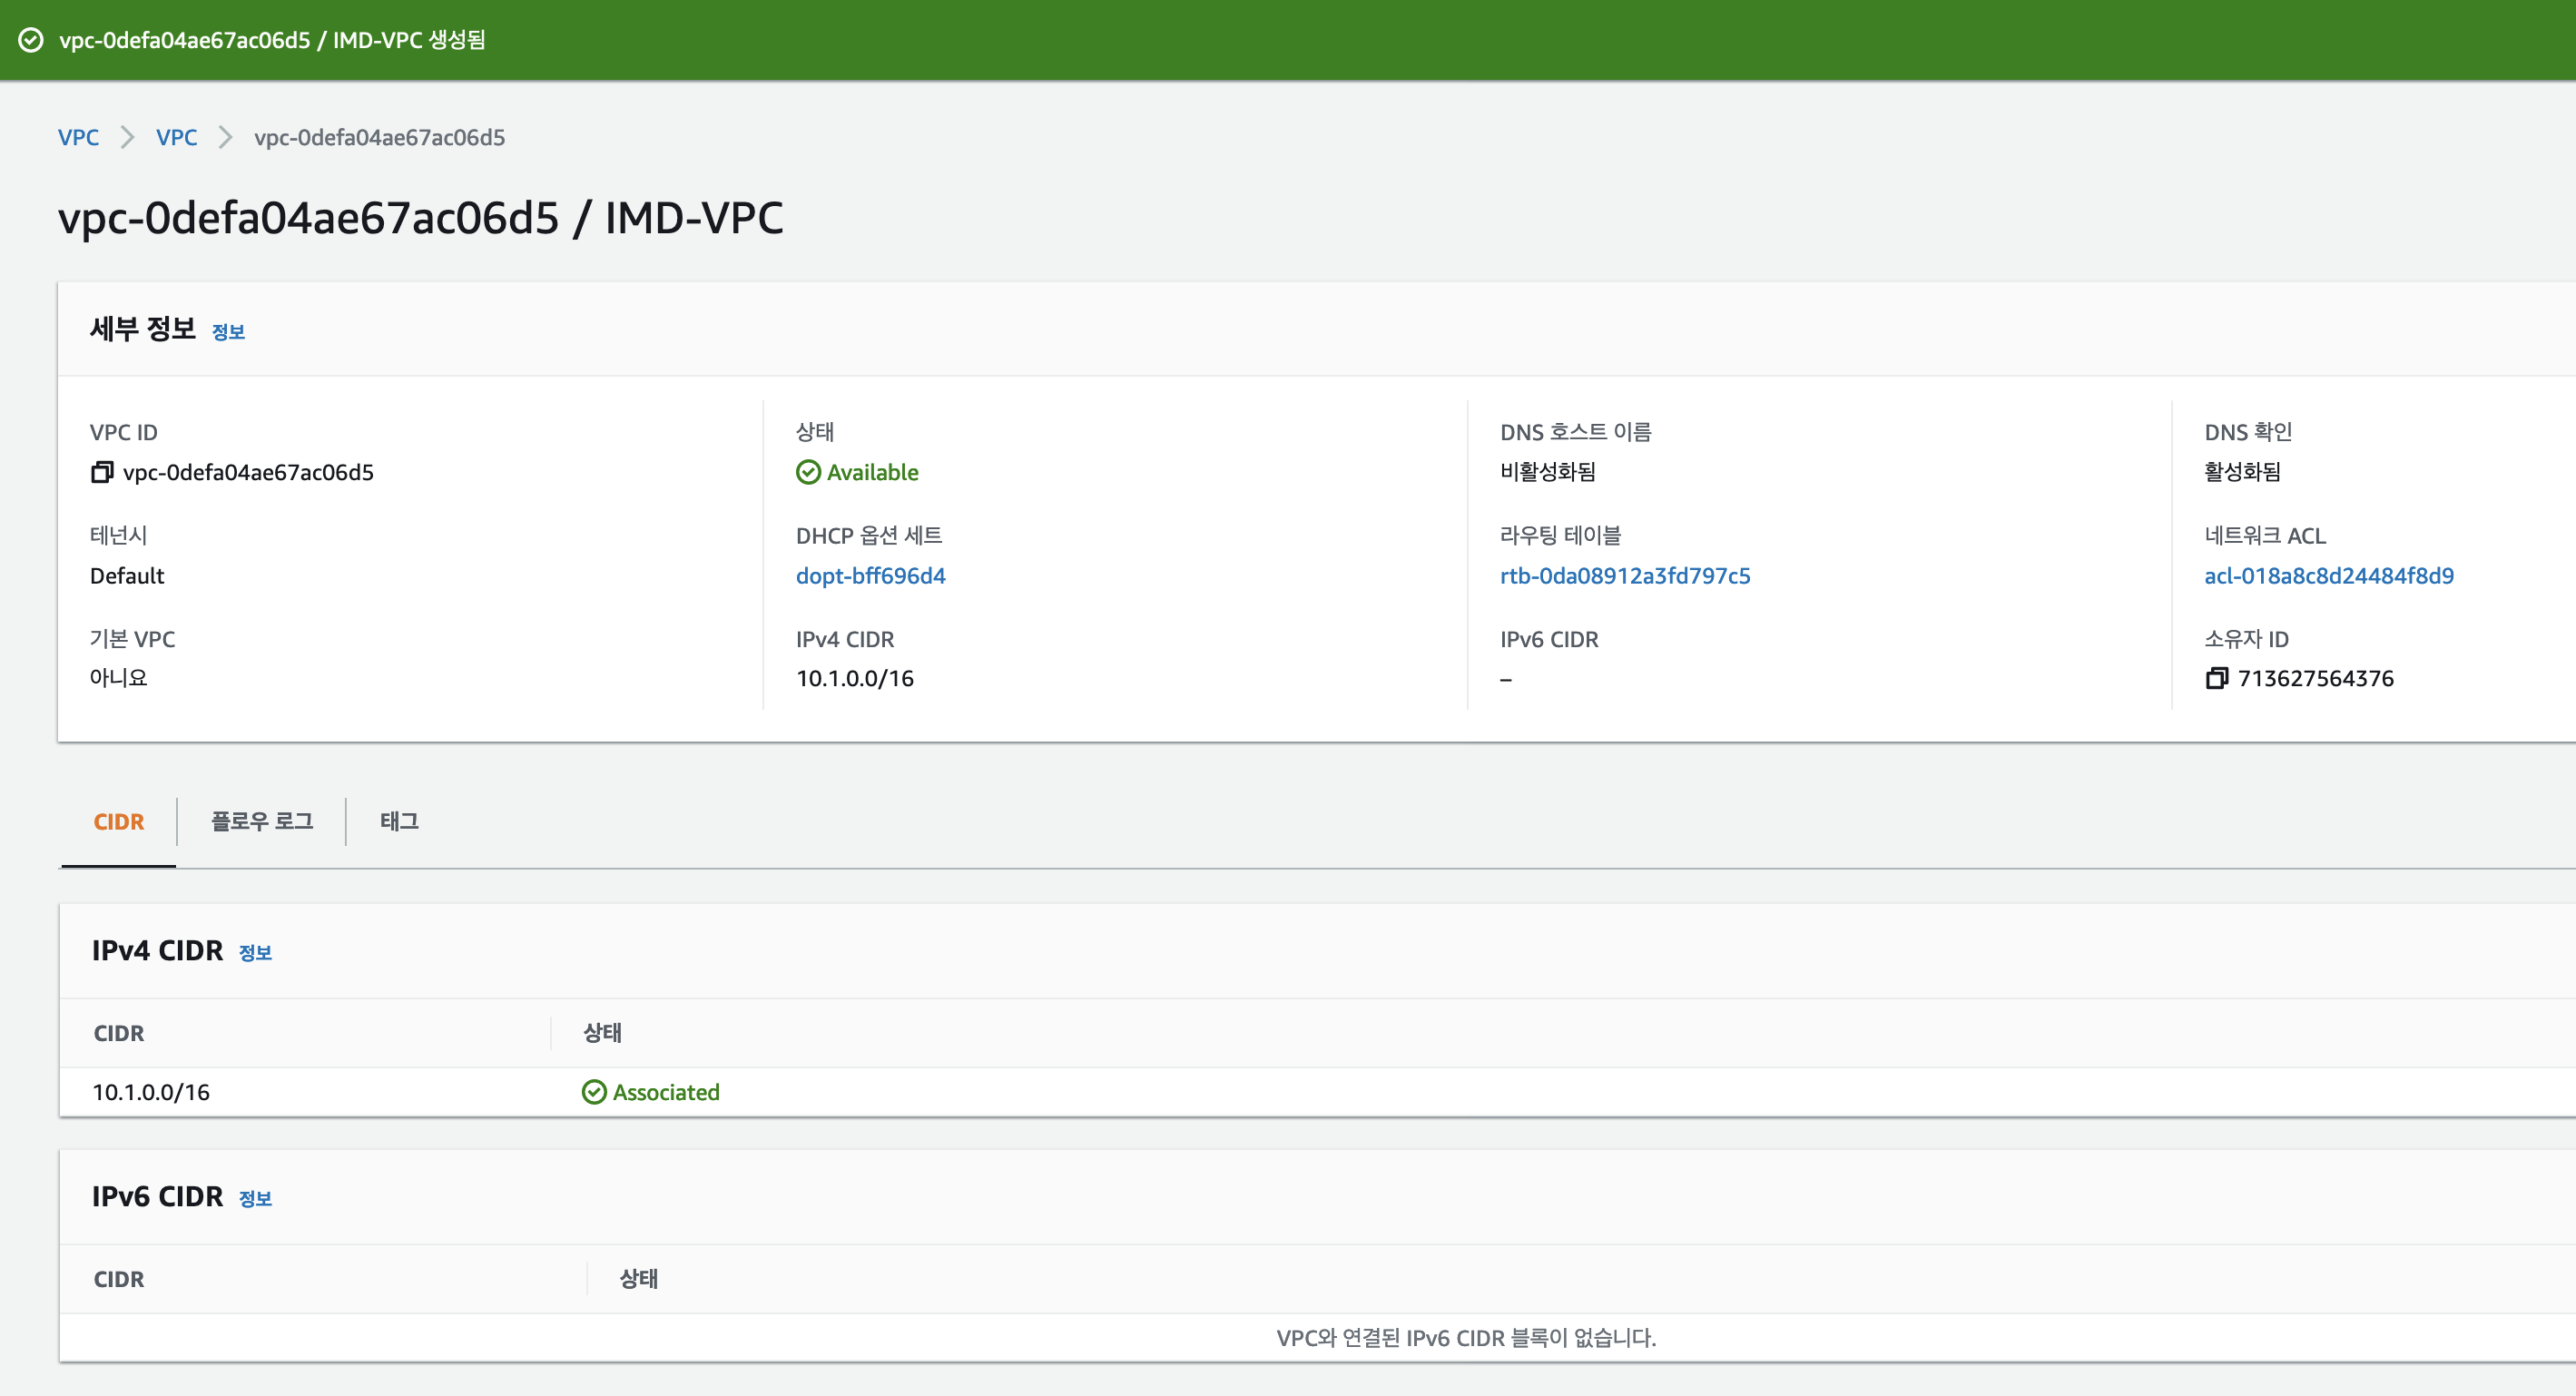 vpc-0defa04ae67ac06d5 / IMD-VPC 생성됨
VPC > VPC > vpc-0defa04ae67ac06d5
vpc-0defa04ae67ac06d5 / IMD-VPC
세부 정보 정보
VPC ID 상태 DNS 호스트 이름 DNS 확인
vpc-0defa04ae67ac06d5 Available 비활성화됨 활성화됨
테넌시 DHCP 옵션 세트 라우팅 테이블 네트워크 ACL
Default dopt-bff696d4 rtb-0da08912a3fd797c5 acl-018a8c8d24484f8d9
기본 VPC IPv4 CIDR IPv6 CIDR 소유자 ID
아니요 10.1.0.0/16 – 713627564376
CIDR 플로우 로그 태그
IPv4 CIDR 정보
CIDR 상태
10.1.0.0/16 Associated
IPv6 CIDR 정보
CIDR 상태
VPC와 연결된 IPv6 CIDR 블록이 없습니다.